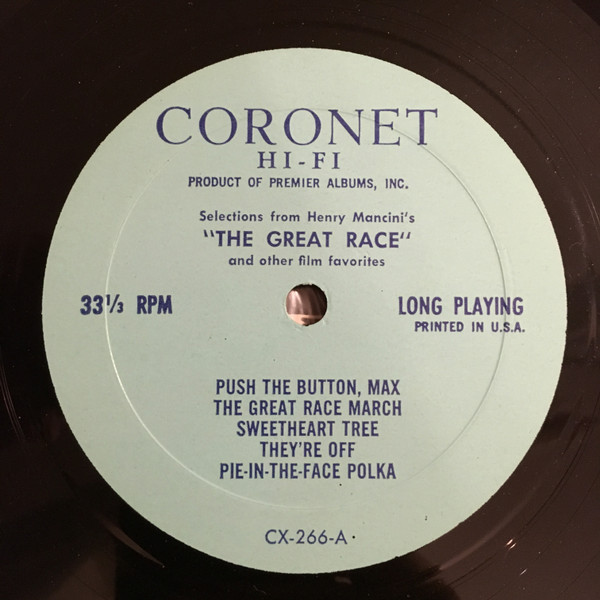 CORONET
HI-FI
PRODUCT OF PREMIER ALBUMS, INC.
Selections from Henry Mancini's
"THE GREAT RACE"
and other film favorites
33⅓ RPM
LONG PLAYING
PRINTED IN U.S.A.
PUSH THE BUTTON, MAX
THE GREAT RACE MARCH
SWEETHEART TREE
THEY'RE OFF
PIE-IN-THE-FACE POLKA
CX-266-A